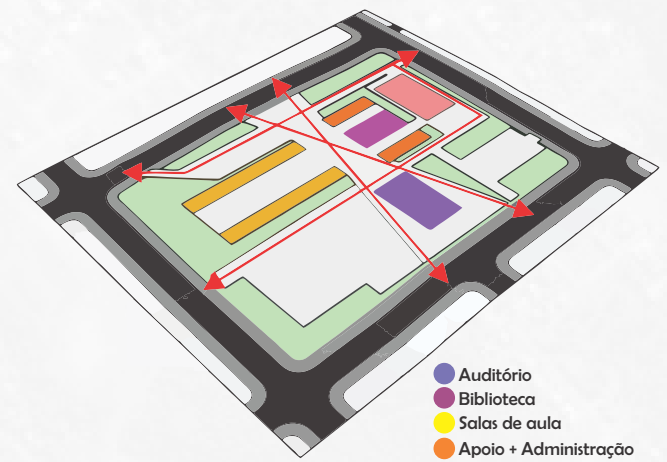 Auditório
Biblioteca
Salas de aula
Apoio + Administração